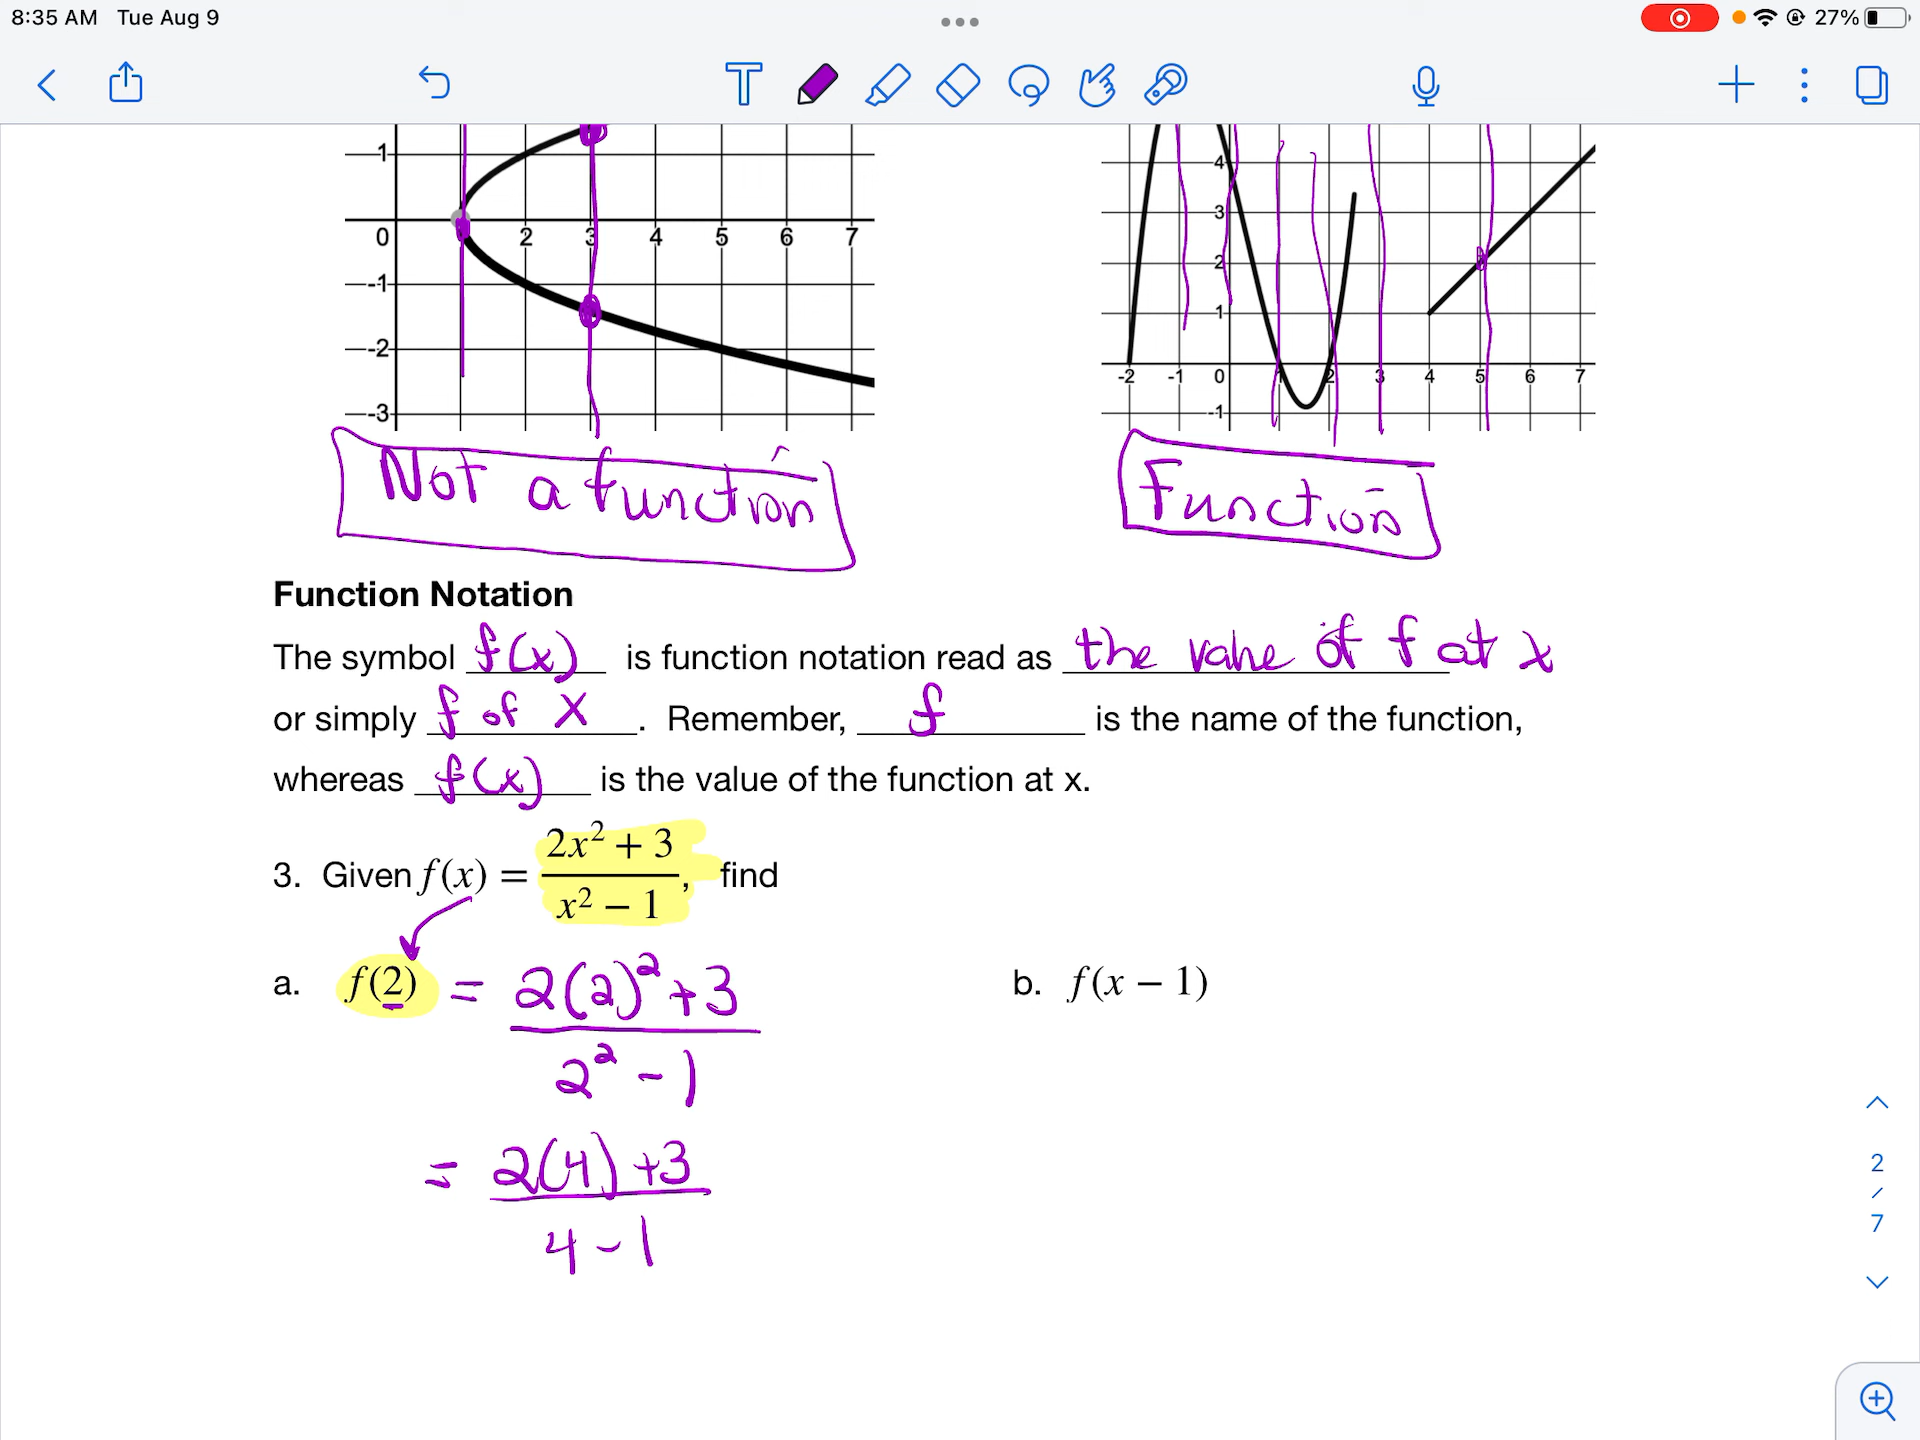 8:35 AM Tue Aug 9 27%
1
0 2 3 4 5 6 7
-1
-2
-3
4
3
2
1
-2 -1 0 1 2 3 4 5 6 7
-1
Not a function
Function
Function Notation
The symbol f(x) is function notation read as the value of f at x
or simply f of x. Remember, f is the name of the function,
whereas f(x) is the value of the function at x.
3. Given f(x) = (2x² + 3)/(x² − 1), find
a. f(2) = (2(2)²+3)/(2² - 1)
= (2(4)+3)/(4-1)
b. f(x − 1)
2
/
7